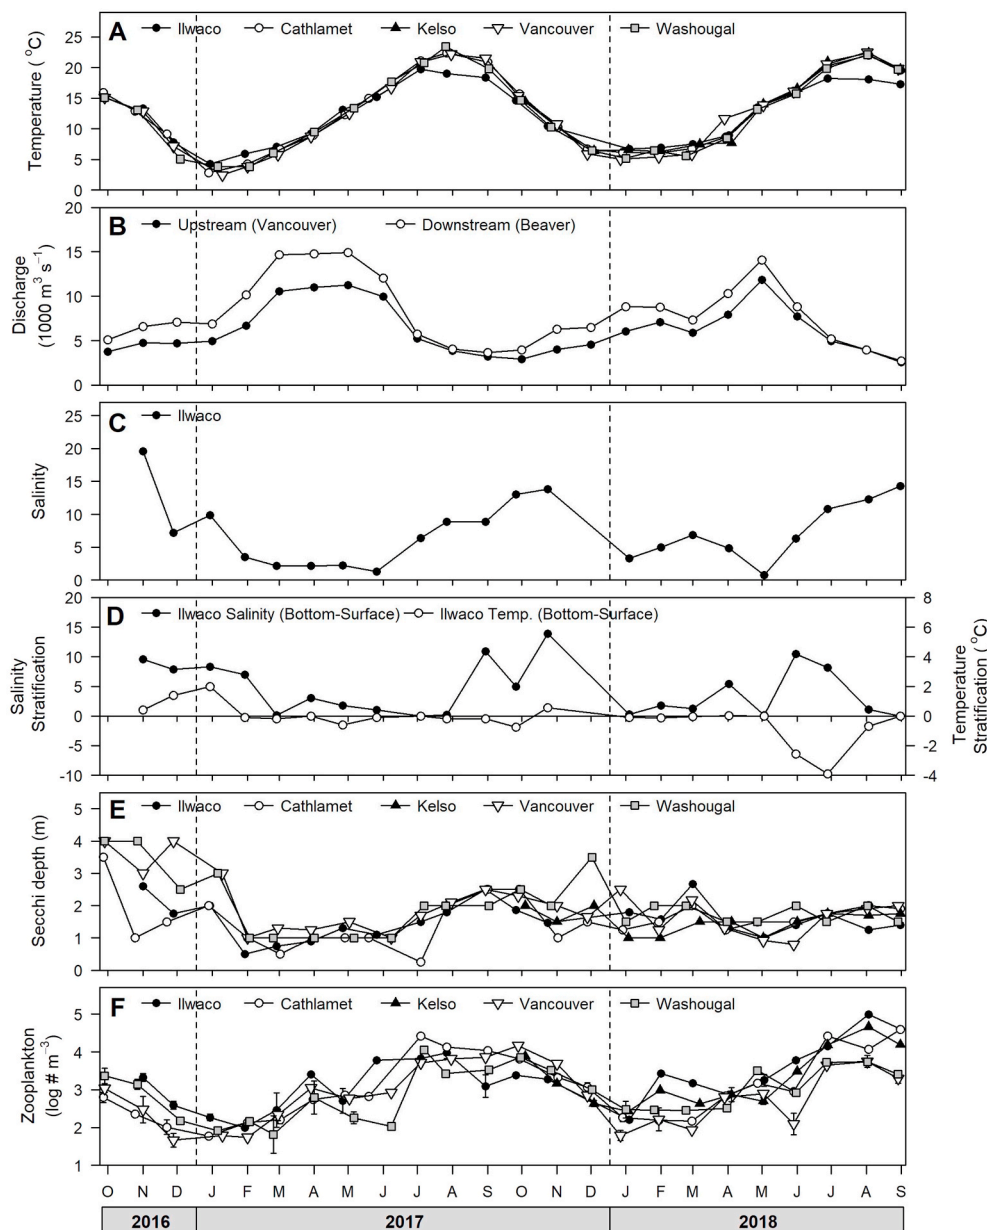 A Ilwaco Cathlamet Kelso Vancouver Washougal
Temperature ( °C)
25
20
15
10
5
0
B Upstream (Vancouver) Downstream (Beaver)
Discharge
(1000 m³ s⁻¹)
20
15
10
5
0
C Ilwaco
Salinity
25
20
15
10
5
0
D Ilwaco Salinity (Bottom-Surface) Ilwaco Temp. (Bottom-Surface)
Salinity
Stratification
20
15
10
5
0
-5
-10
8
6
4
2
0
-2
-4
Temperature
Stratification ( °C)
E Ilwaco Cathlamet Kelso Vancouver Washougal
Secchi depth (m)
5
4
3
2
1
0
F Ilwaco Cathlamet Kelso Vancouver Washougal
Zooplankton
(log # m⁻³)
5
4
3
2
1
O N D J F M A M J J A S O N D J F M A M J J A S
2016 2017 2018